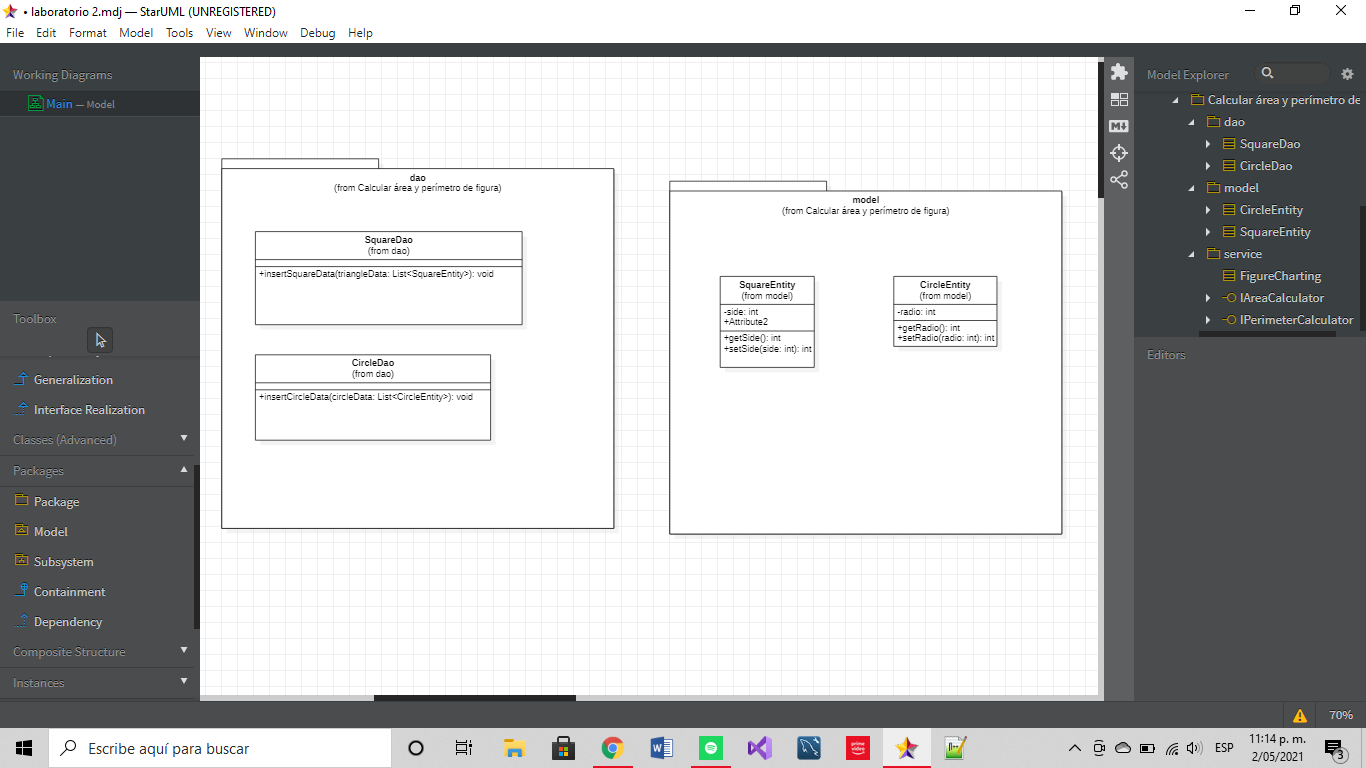 • laboratorio 2.mdj — StarUML (UNREGISTERED)
File Edit Format Model Tools View Window Debug Help
Working Diagrams
Main — Model
Toolbox
Generalization
Interface Realization
Classes (Advanced)
Packages
Package
Model
Subsystem
Containment
Dependency
Composite Structure
Instances
dao
(from Calcular área y perímetro de figura)
SquareDao
(from dao)
+insertSquareData(triangleData: List<SquareEntity>): void
CircleDao
(from dao)
+insertCircleData(circleData: List<CircleEntity>): void
model
(from Calcular área y perímetro de figura)
SquareEntity
(from model)
-side: int
+Attribute2
+getSide(): int
+setSide(side: int): int
CircleEntity
(from model)
-radio: int
+getRadio(): int
+setRadio(radio: int): int
M
Model Explorer
Calcular área y perímetro de
dao
SquareDao
CircleDao
model
CircleEntity
SquareEntity
service
FigureCharting
IAreaCalculator
IPerimeterCalculator
Editors
70%
Escribe aquí para buscar
W
prime video
ESP
11:14 p. m.
2/05/2021
3